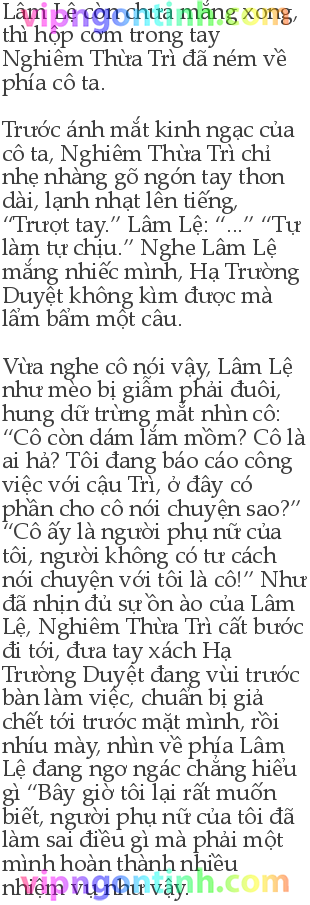 Lâm Lệ còn chưa mắng xong,
thì hộp cơm trong tay
Nghiêm Thừa Trì đã ném về
phía cô ta.
Trước ánh mắt kinh ngạc của
cô ta, Nghiêm Thừa Trì chỉ
nhẹ nhàng gõ ngón tay thon
dài, lạnh nhạt lên tiếng,
“Trượt tay.” Lâm Lệ: “...” “Tự
làm tự chịu.” Nghe Lâm Lệ
mắng nhiếc mình, Hạ Trường
Duyệt không kìm được mà
lẩm bẩm một câu.
Vừa nghe cô nói vậy, Lâm Lệ
như mèo bị giẫm phải đuôi,
hung dữ trừng mắt nhìn cô:
“Cô còn dám lắm mồm? Cô là
ai hả? Tôi đang báo cáo công
việc với cậu Trì, ở đây có
phần cho cô nói chuyện sao?”
“Cô ấy là người phụ nữ của
tôi, người không có tư cách
nói chuyện với tôi là cô!” Như
đã nhịn đủ sự ồn ào của Lâm
Lệ, Nghiêm Thừa Trì cất bước
đi tới, đưa tay xách Hạ
Trường Duyệt đang vùi trước
bàn làm việc, chuẩn bị giả
chết tới trước mặt mình, rồi
nhíu mày, nhìn về phía Lâm
Lệ đang ngơ ngác chẳng hiểu
gì “Bây giờ tôi lại rất muốn
biết, người phụ nữ của tôi đã
làm sai điều gì mà phải một
mình hoàn thành nhiều
nhiệm vụ như vậy.
vipngontinh.com
vipngontinh.com